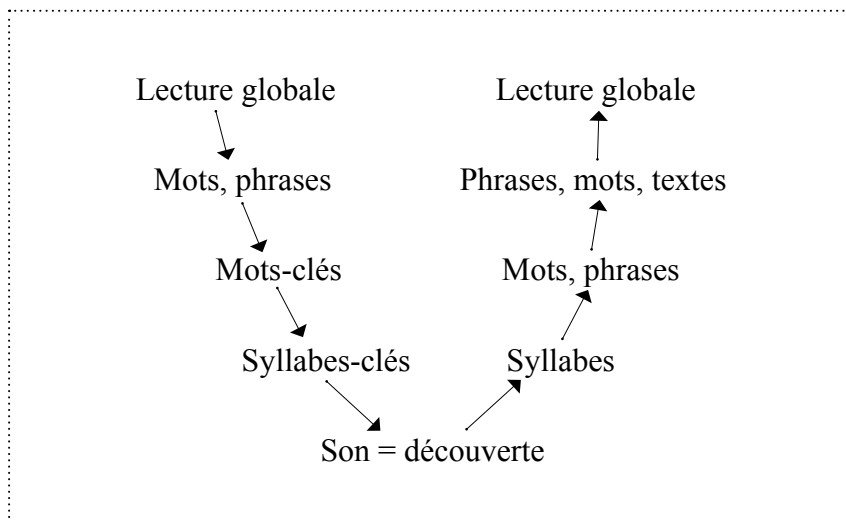 Lecture globale
Lecture globale
Mots, phrases
Phrases, mots, textes
Mots-clés
Mots, phrases
Syllabes-clés
Syllabes
Son = découverte